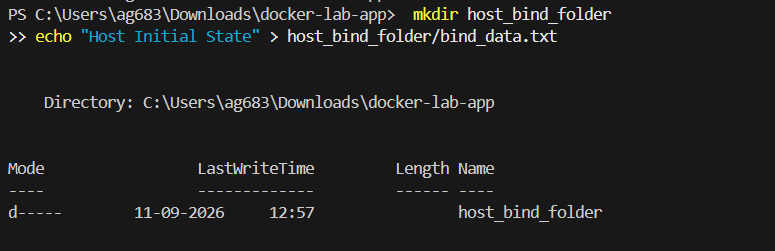 PS C:\Users\ag683\Downloads\docker-lab-app>  mkdir host_bind_folder
>> echo "Host Initial State" > host_bind_folder/bind_data.txt
Directory: C:\Users\ag683\Downloads\docker-lab-app
Mode                 LastWriteTime         Length Name
----                 -------------         ------ ----
d-----        11-09-2026     12:57                host_bind_folder